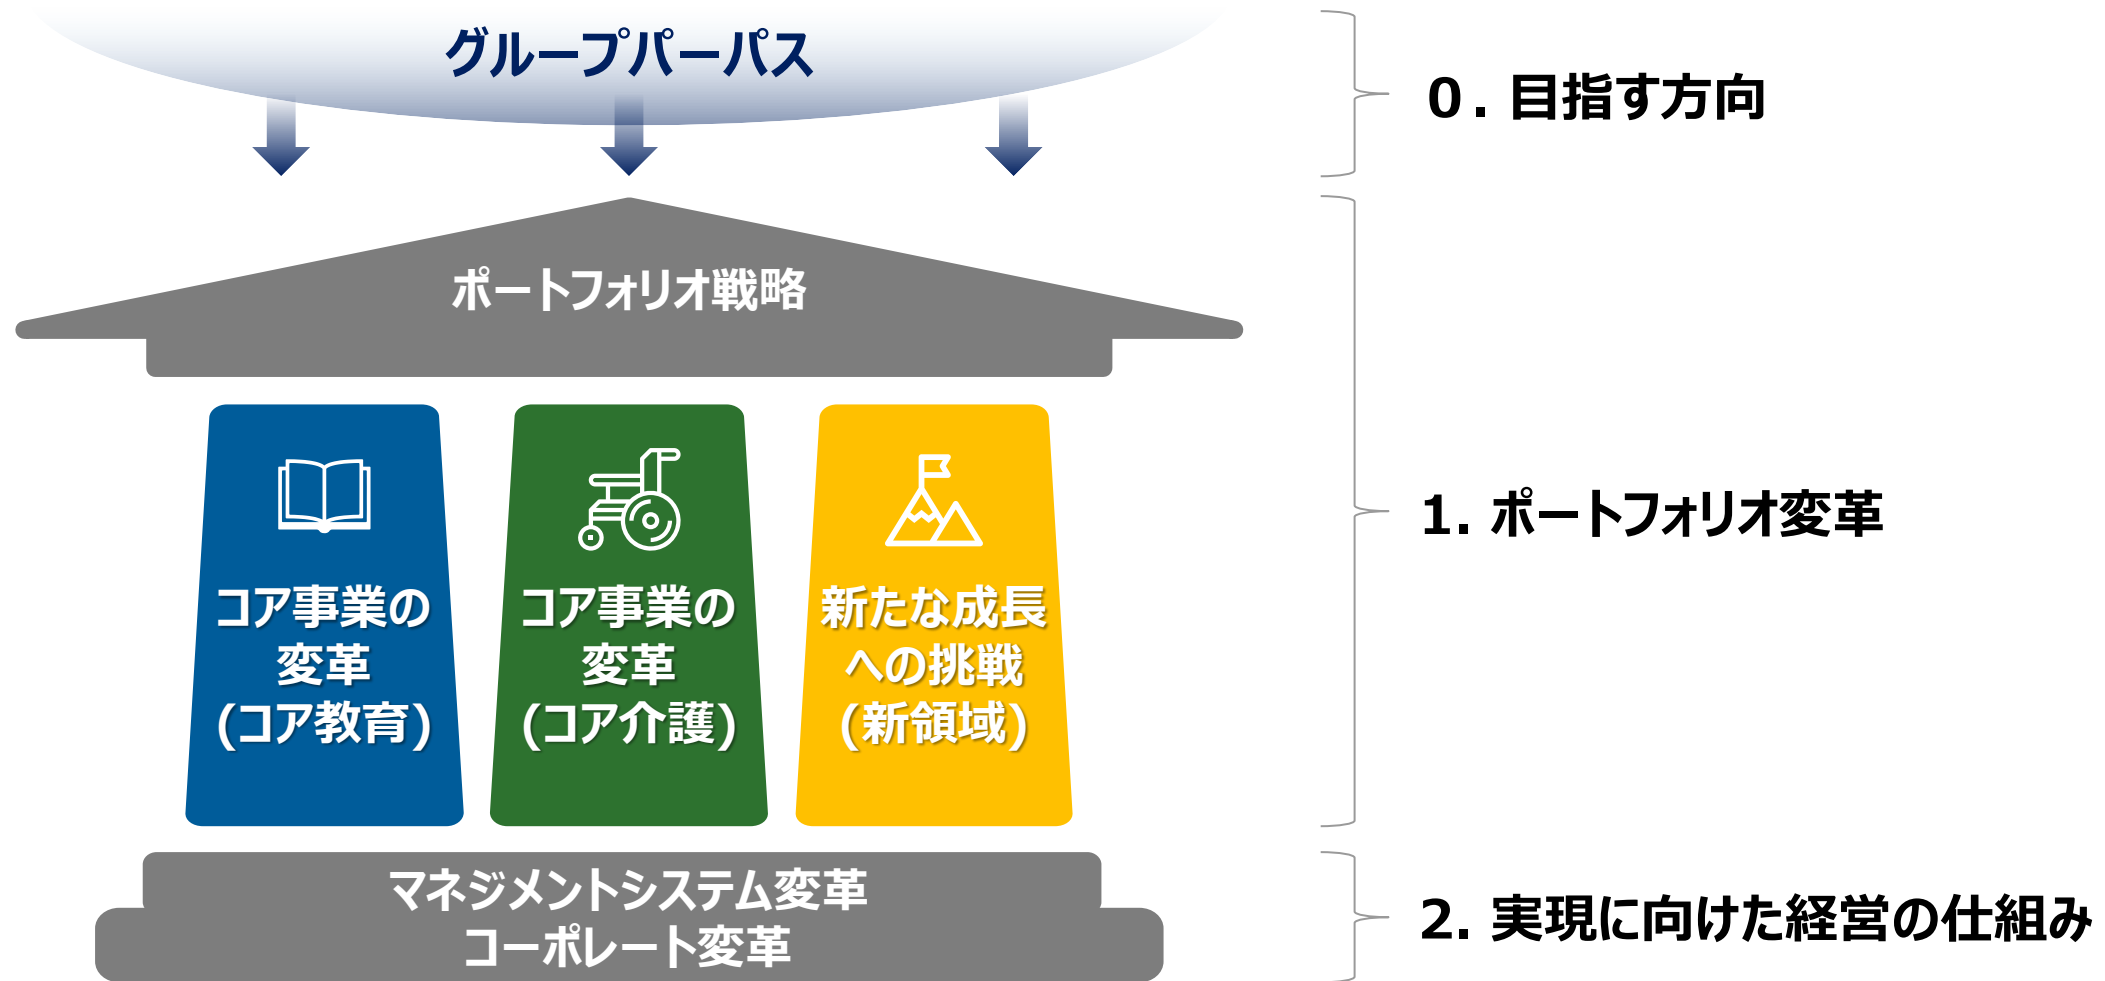 グループパーパス
0. 目指す方向
ポートフォリオ戦略
コア事業の
変革
(コア教育)
コア事業の
変革
(コア介護)
新たな成長
への挑戦
(新領域)
1. ポートフォリオ変革
マネジメントシステム変革
コーポレート変革
2. 実現に向けた経営の仕組み